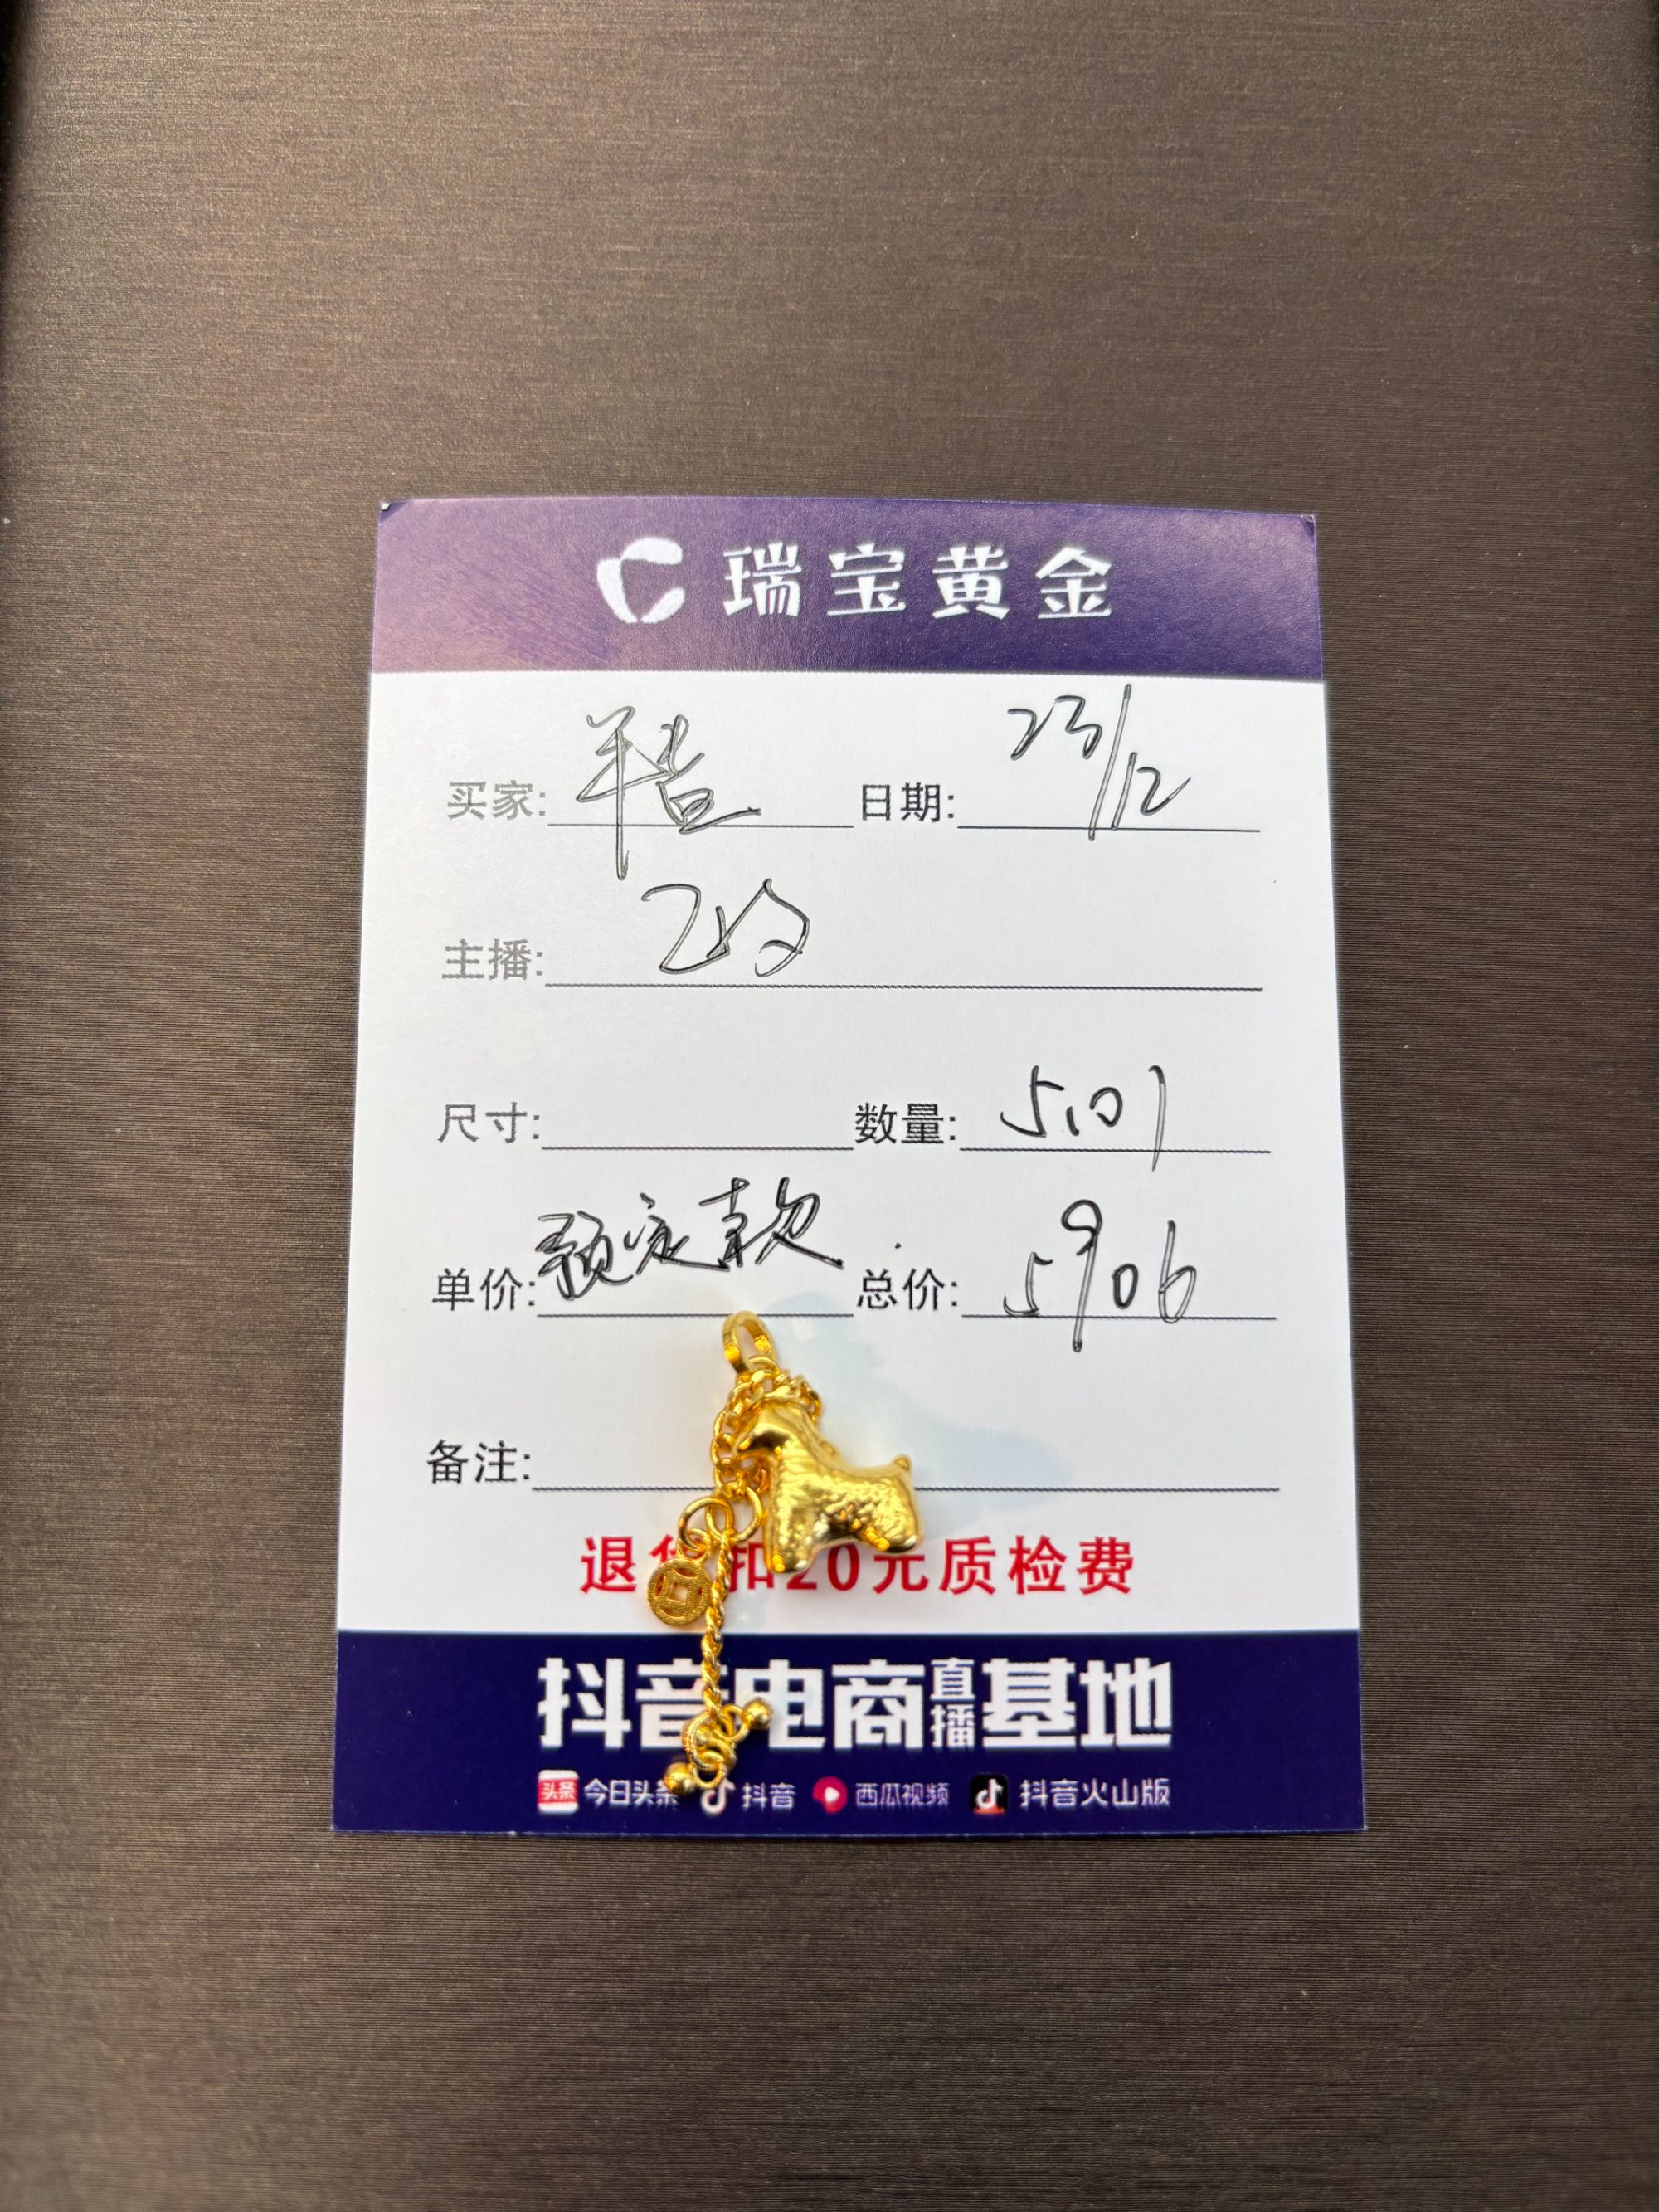 瑞宝黄金
买家: 日期: 23/12
主播:
尺寸: 数量: 5.01
单价: 预定款 总价: 5906
备注:
退货扣20元质检费
抖音电商直播基地
头条 今日头条 抖音 西瓜视频 抖音火山版